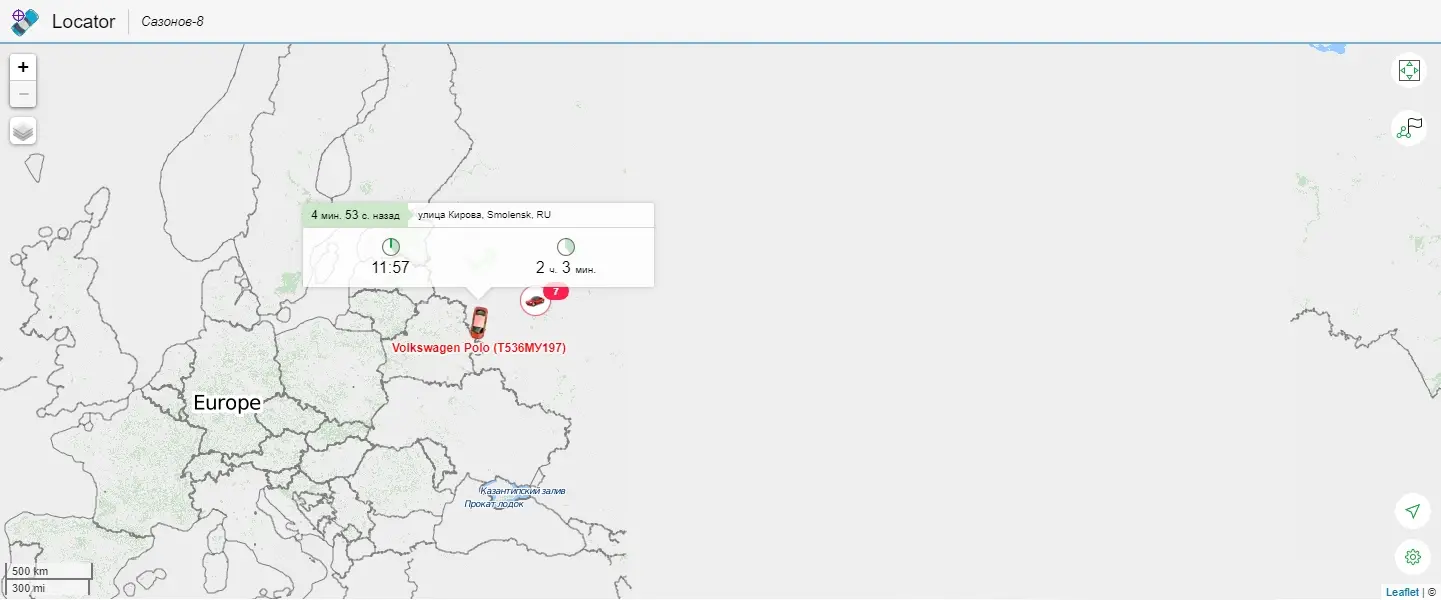 Locator
Сазонов-8
+
−
4 мин. 53 с. назад
улица Кирова, Smolensk, RU
11:57
2 ч. 3 мин.
7
Volkswagen Polo (Т536МУ197)
Europe
Казантипский залив
Прокат лодок
500 km
300 mi
Leaflet | ©